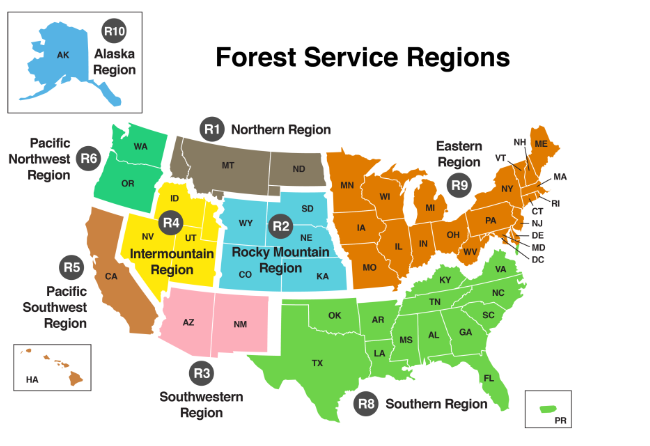 Forest Service Regions
R10
Alaska
Region
AK
R1 Northern Region
Pacific
Northwest
Region
R6
WA
OR
MT
ND
ID
R4
NV
UT
Intermountain
Region
WY
SD
R2
NE
Rocky Mountain
Region
CO
KA
R5
Pacific
Southwest
Region
CA
HA
AZ
NM
R3
Southwestern
Region
Eastern
Region
R9
MN
WI
MI
IA
IL
IN
OH
MO
WV
PA
NY
VT
NH
ME
MA
RI
CT
NJ
DE
MD
DC
VA
KY
NC
TN
SC
OK
AR
MS
AL
GA
LA
TX
FL
R8 Southern Region
PR